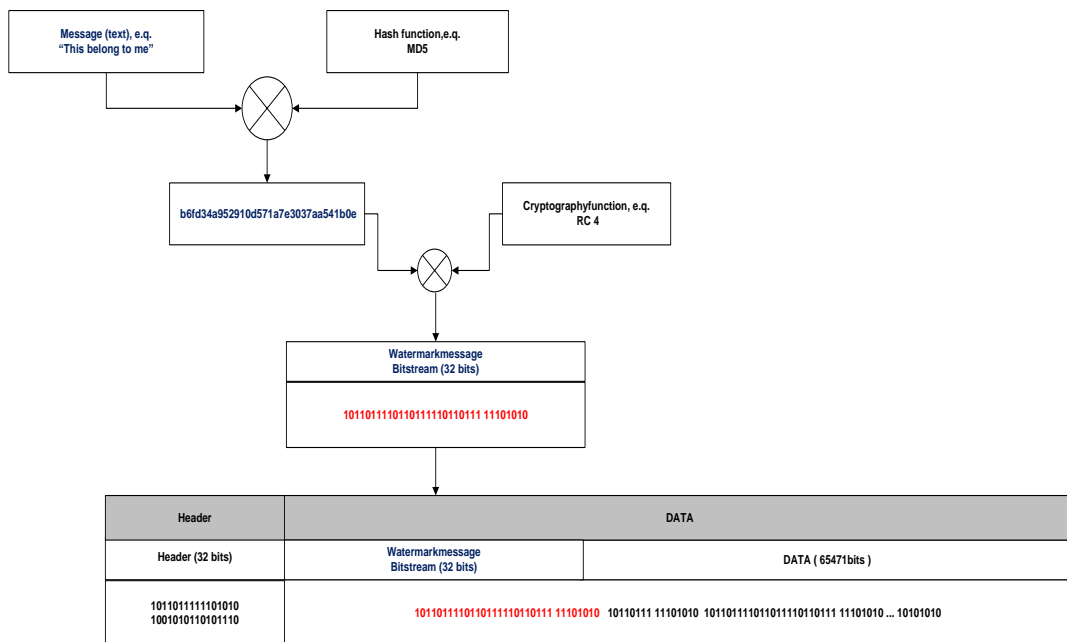 Message (text), e.q.
“This belong to me”
Hash function,e.q.
MD5
b6fd34a952910d571a7e3037aa541b0e
Cryptographyfunction, e.q.
RC 4
Watermarkmessage
Bitstream (32 bits)
1011011110110111110110111 11101010
Header
DATA
Header (32 bits)
Watermarkmessage
Bitstream (32 bits)
DATA ( 65471bits )
1011011111101010
1001010110101110
1011011110110111110110111 11101010 10110111 11101010 101101111011011110110111 11101010 ... 10101010